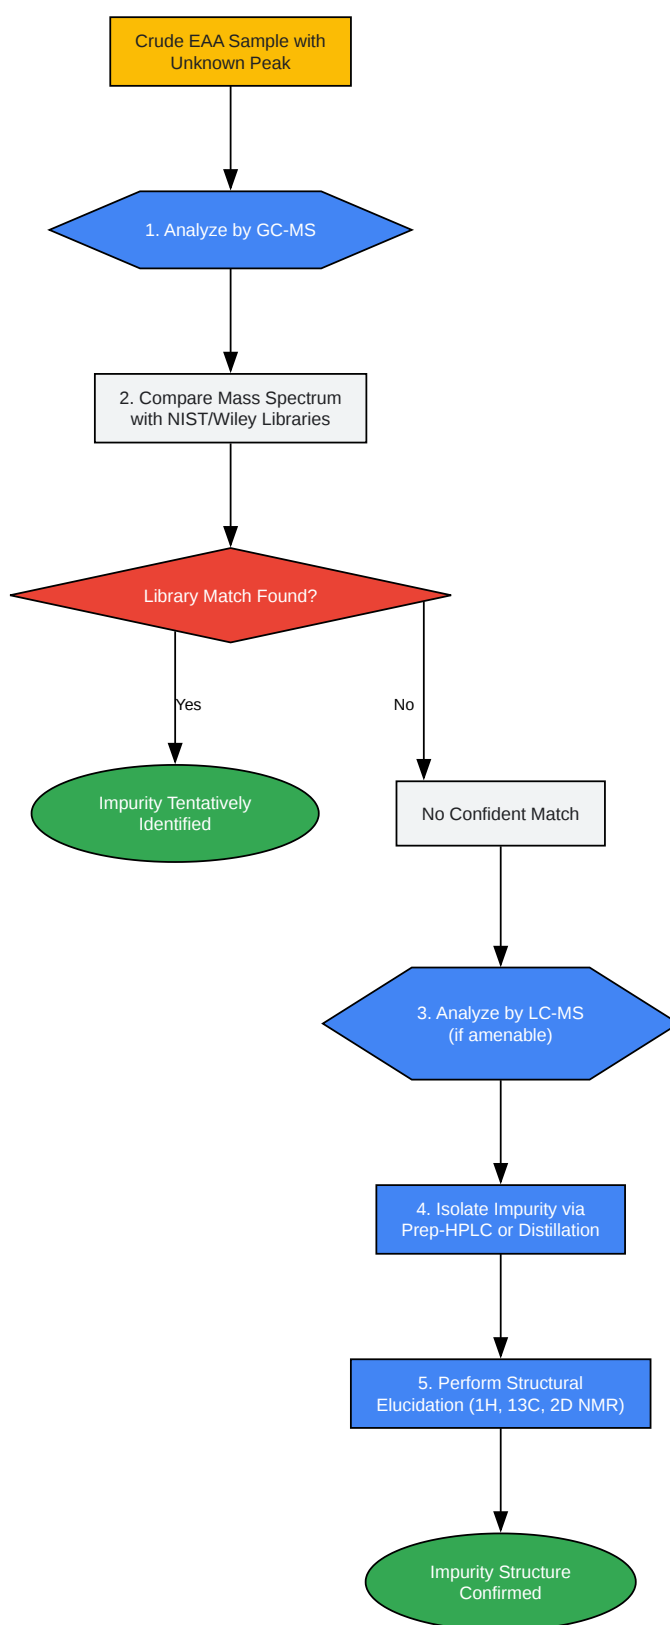 Crude EAA Sample with
Unknown Peak
1. Analyze by GC-MS
2. Compare Mass Spectrum
with NIST/Wiley Libraries
Library Match Found?
Yes
No
Impurity Tentatively
Identified
No Confident Match
3. Analyze by LC-MS
(if amenable)
4. Isolate Impurity via
Prep-HPLC or Distillation
5. Perform Structural
Elucidation (1H, 13C, 2D NMR)
Impurity Structure
Confirmed